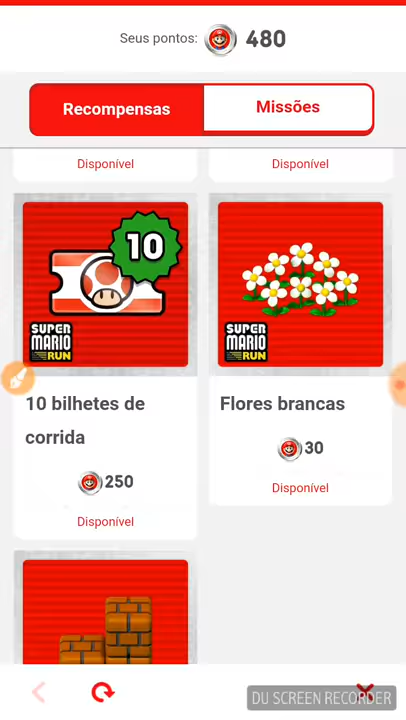 Seus pontos: 480
Recompensas
Missões
Disponível
Disponível
10
SUPER
MARIO
RUN
SUPER
MARIO
RUN
10 bilhetes de
corrida
250
Disponível
Flores brancas
30
Disponível
DU SCREEN RECORDER